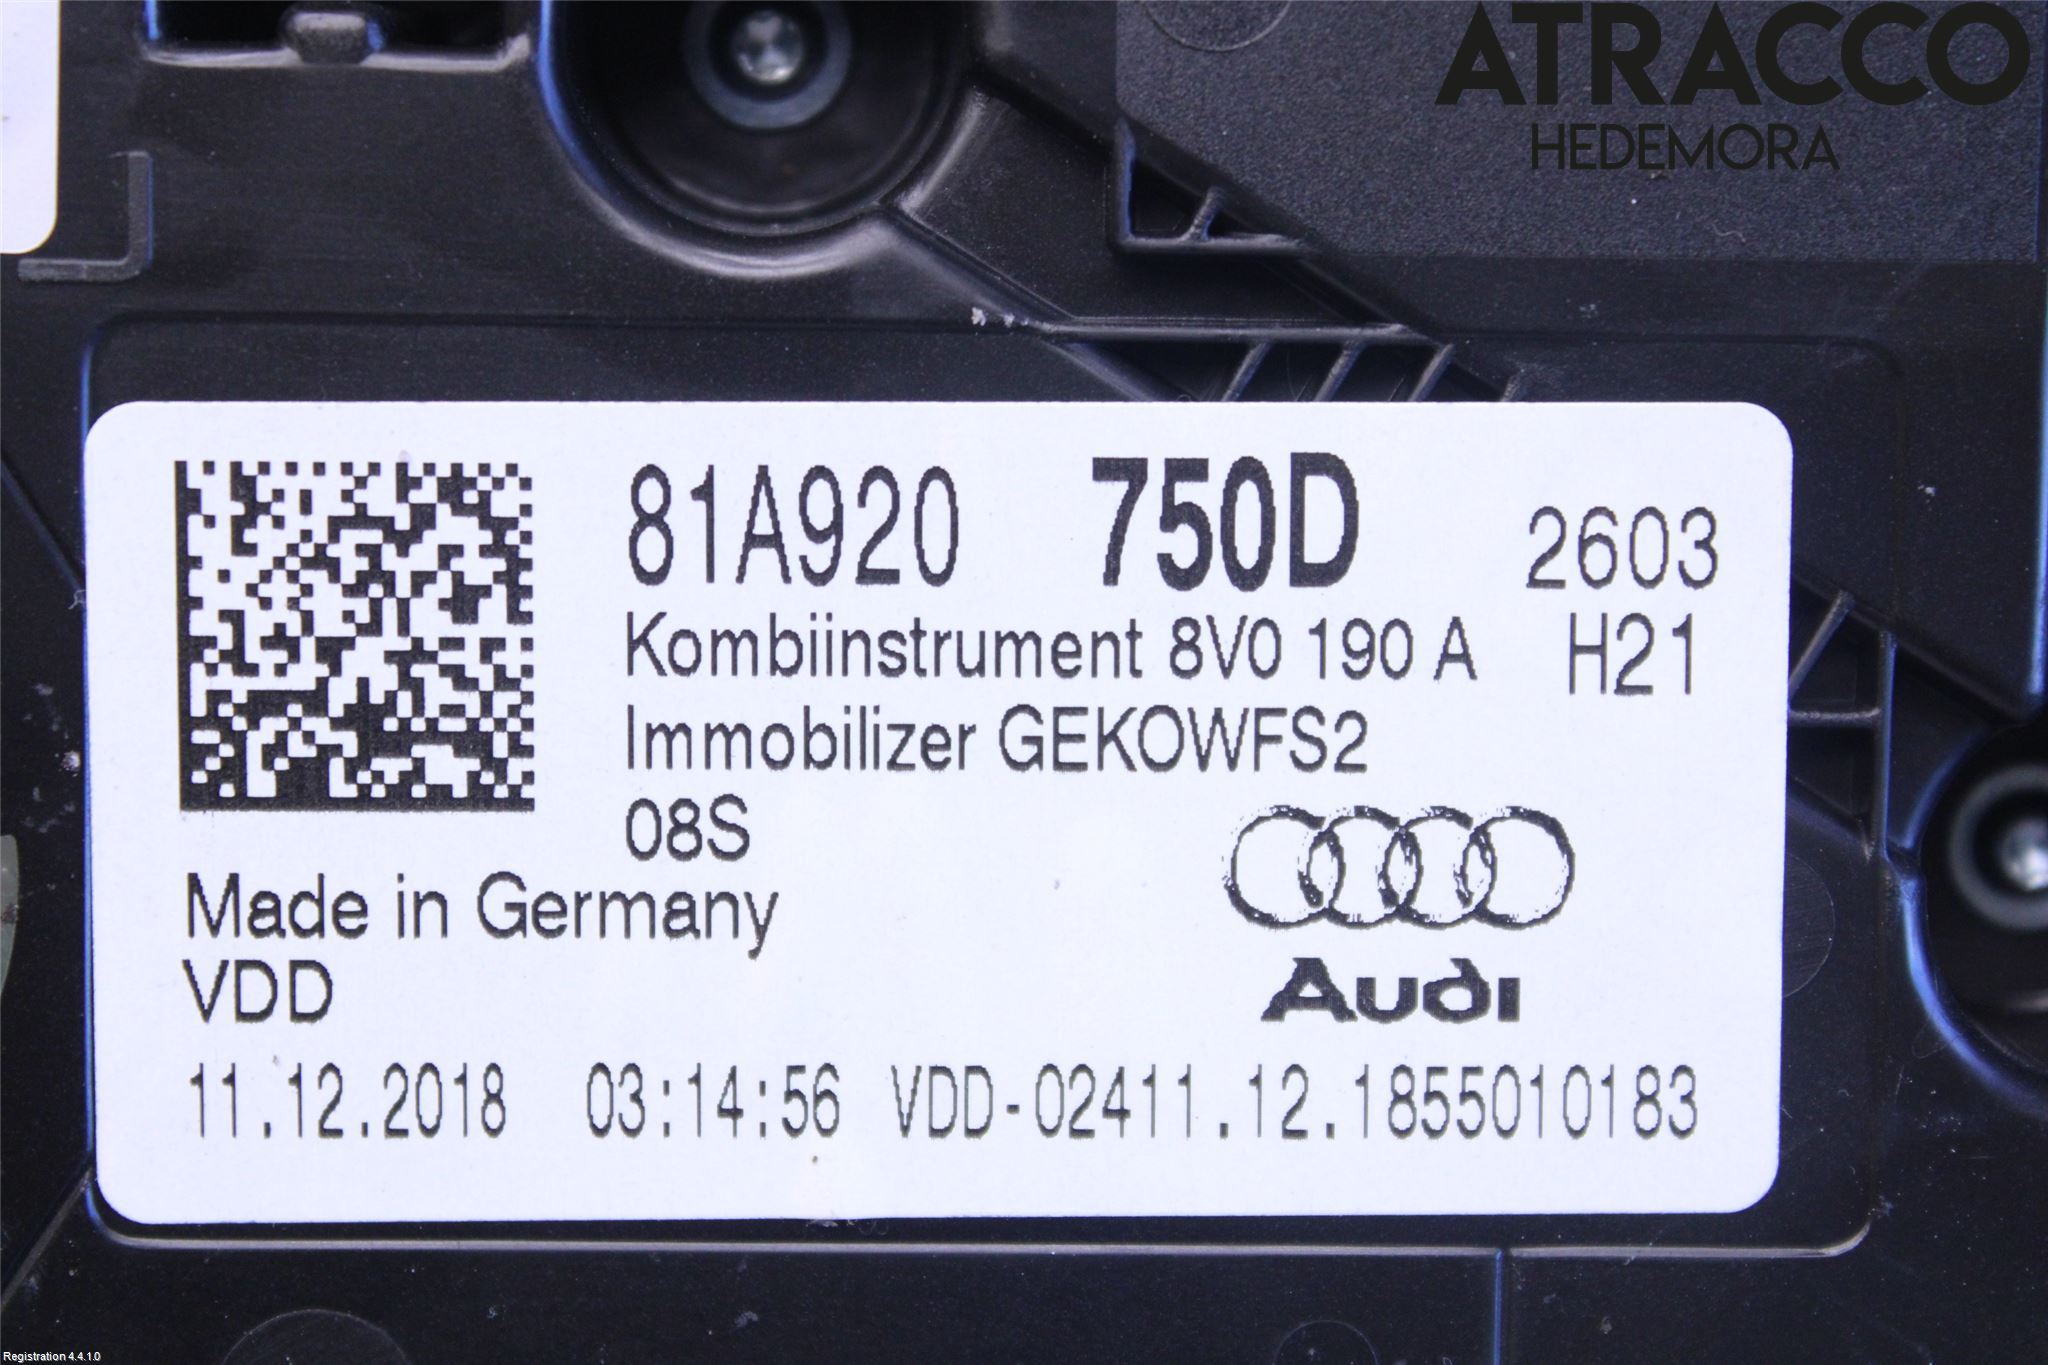 ATRACCO
HEDEMORA
81A920 750D 2603
Kombiinstrument 8V0 190 A H21
Immobilizer GEKOWFS2
08S
Made in Germany
VDD
Audi
11.12.2018 03:14:56 VDD-02411.12.1855010183
Registration 4.4.1.0